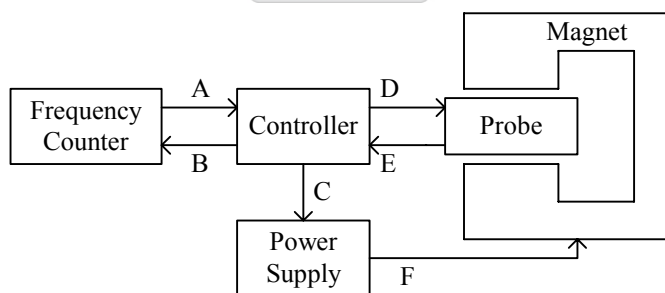 Magnet
A
D
Frequency
Counter
Controller
Probe
B
E
C
Power
Supply
F